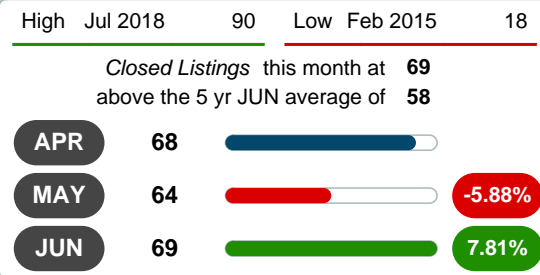 High Jul 2018 90 Low Feb 2015 18
Closed Listings this month at 69
above the 5 yr JUN average of 58
APR 68
MAY 64 -5.88%
JUN 69 7.81%